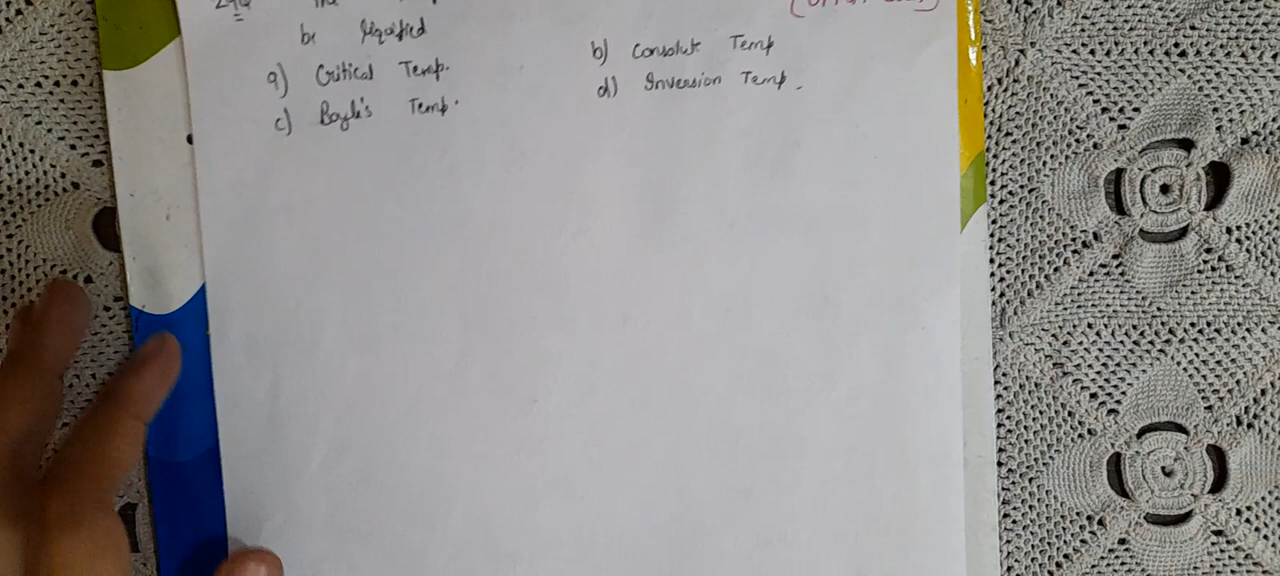 be liquified
a) Critical Temp.
b) Consolute Temp
c) Boyle's Temp.
d) Inversion Temp.